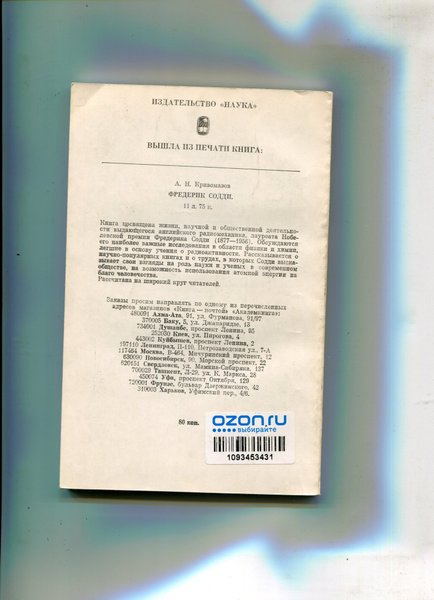 ИЗДАТЕЛЬСТВО «НАУКА»
ВЫШЛА ИЗ ПЕЧАТИ КНИГА:
А. Н. Кривомазов
ФРЕДЕРИК СОДДИ.
11 л. 75 к.
Книга посвящена жизни, научной и общественной деятельно-
сти выдающегося английского радиохимика, лауреата Нобе-
левской премии Фредерика Содди (1877—1956). Обсуждаются
его наиболее важные исследования в области физики и химии,
легшие в основу учения о радиоактивности. Рассказывается о
научно-популярных книгах и о трудах, в которых Содди выска-
зывает свои взгляды на роль науки и ученых в современном
обществе, на возможность использования атомной энергии на
благо человечества.
Рассчитана на широкий круг читателей.
Заказы просим направлять по одному из перечисленных
адресов магазинов «Книга — почтой» «Академкнига»:
480091 Алма-Ата, 91, ул. Фурманова, 91/97
370005 Баку, 5, ул. Джапаридзе, 13
734001 Душанбе, проспект Ленина, 95
252030 Киев, ул. Пирогова, 4
443002 Куйбышев, проспект Ленина, 2
197110 Ленинград, П-110, Петрозаводская ул., 7-А
117464 Москва, В-464, Мичуринский проспект, 12
630090 Новосибирск, 90, Морской проспект, 22
620151 Свердловск, ул. Мамина-Сибиряка, 137
700029 Ташкент, Л-29, ул. К. Маркса, 28
450074 Уфа, проспект Октября, 129
720001 Фрунзе, бульвар Дзержинского, 42
310003 Харьков, Уфимский пер., 4/6.
80 коп.
OZON.RU
выбирайте
1093453431